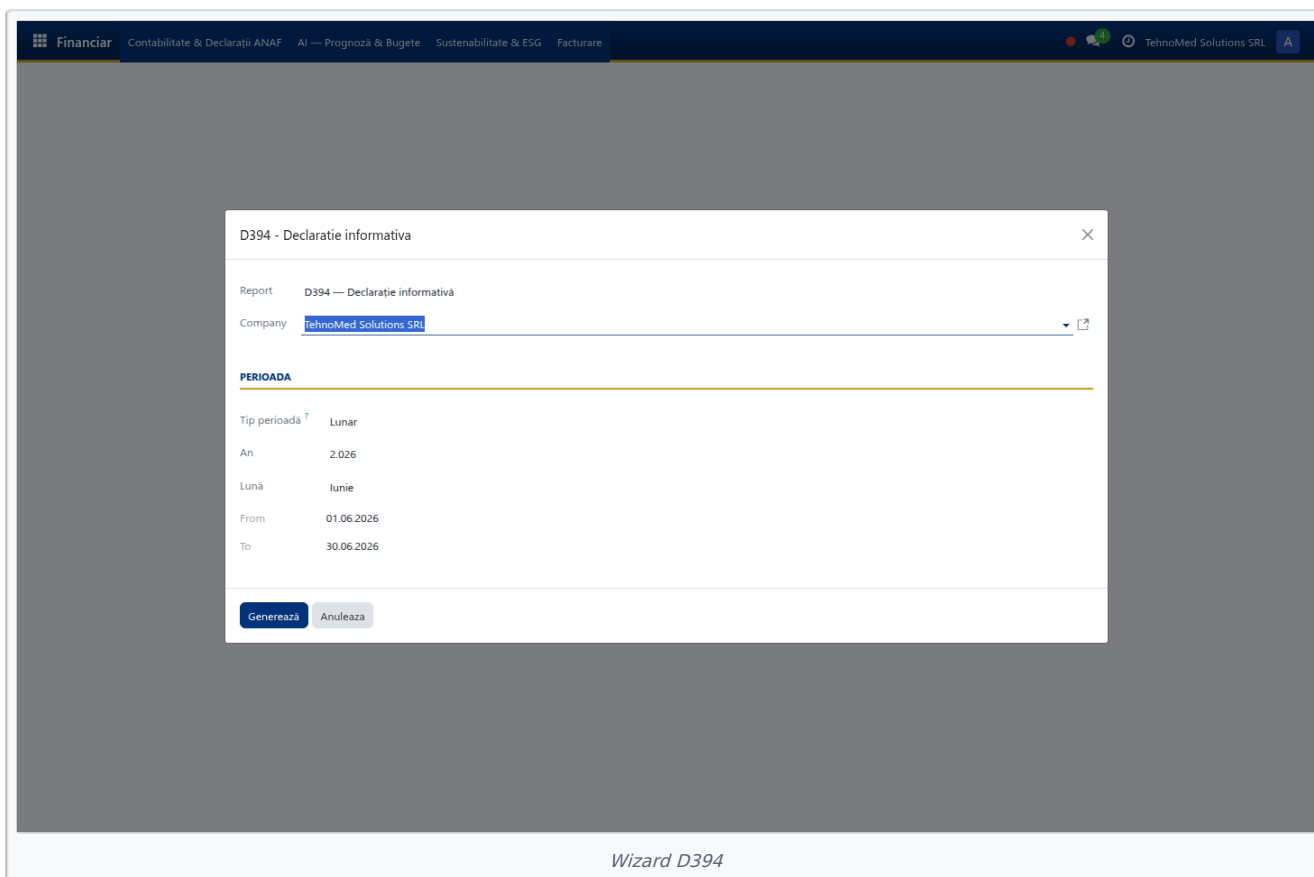 Financiar Contabilitate & Declarații ANAF AI — Prognoză & Bugete Sustenabilitate & ESG Facturare 4 TehnoMed Solutions SRL A
D394 - Declaratie informativa
Report D394 — Declarație informativă
Company TehnoMed Solutions SRL
PERIOADA
Tip perioadă ? Lunar
An 2.026
Lună Iunie
From 01.06.2026
To 30.06.2026
Generează Anuleaza
Wizard D394